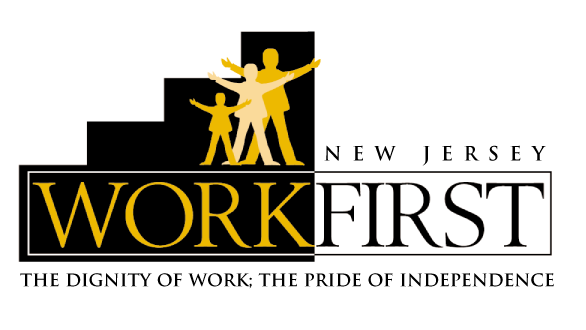 NEW JERSEY
WORKFIRST
THE DIGNITY OF WORK; THE PRIDE OF INDEPENDENCE